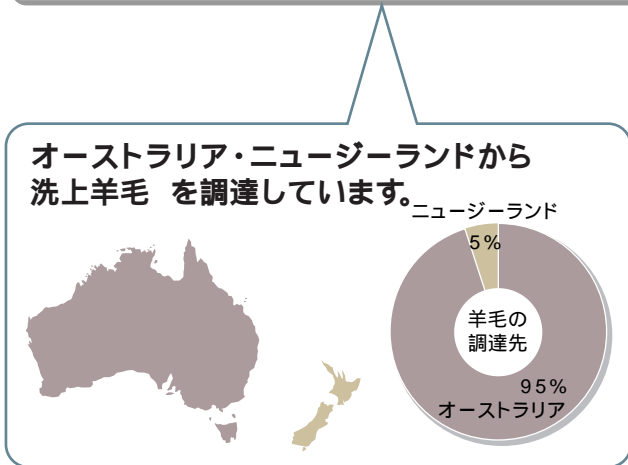 オーストラリア・ニュージーランドから
洗上羊毛 を調達しています。
ニュージーランド
5%
羊毛の
調達先
95%
オーストラリア